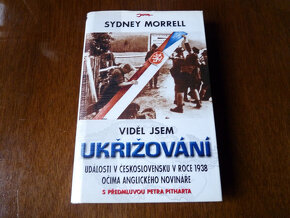 SYDNEY MORRELL
VIDĚL JSEM
UKŘIŽOVÁNÍ
UDÁLOSTI V ČESKOSLOVENSKU V ROCE 1938
OČIMA ANGLICKÉHO NOVINÁŘE
S PŘEDMLUVOU PETRA PITHARTA